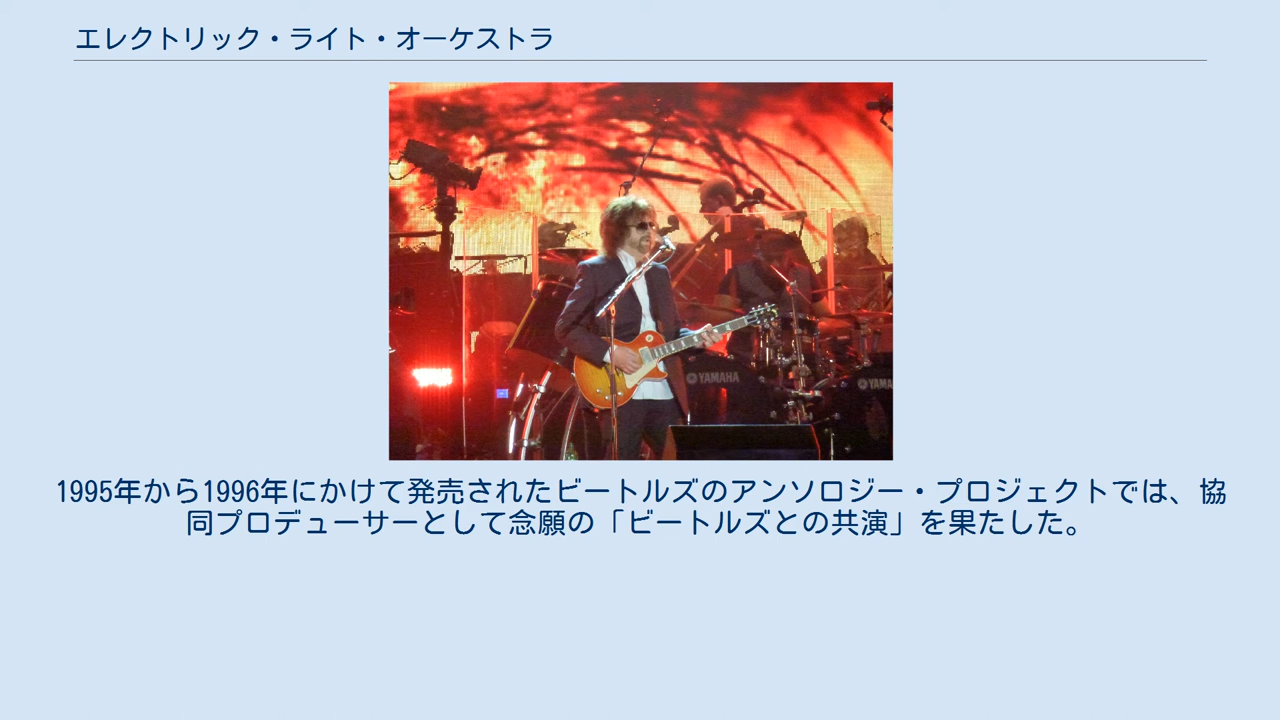 エレクトリック・ライト・オーケストラ
YAMAHA
YAMA
1995年から1996年にかけて発売されたビートルズのアンソロジー・プロジェクトでは、協
同プロデューサーとして念願の「ビートルズとの共演」を果たした。